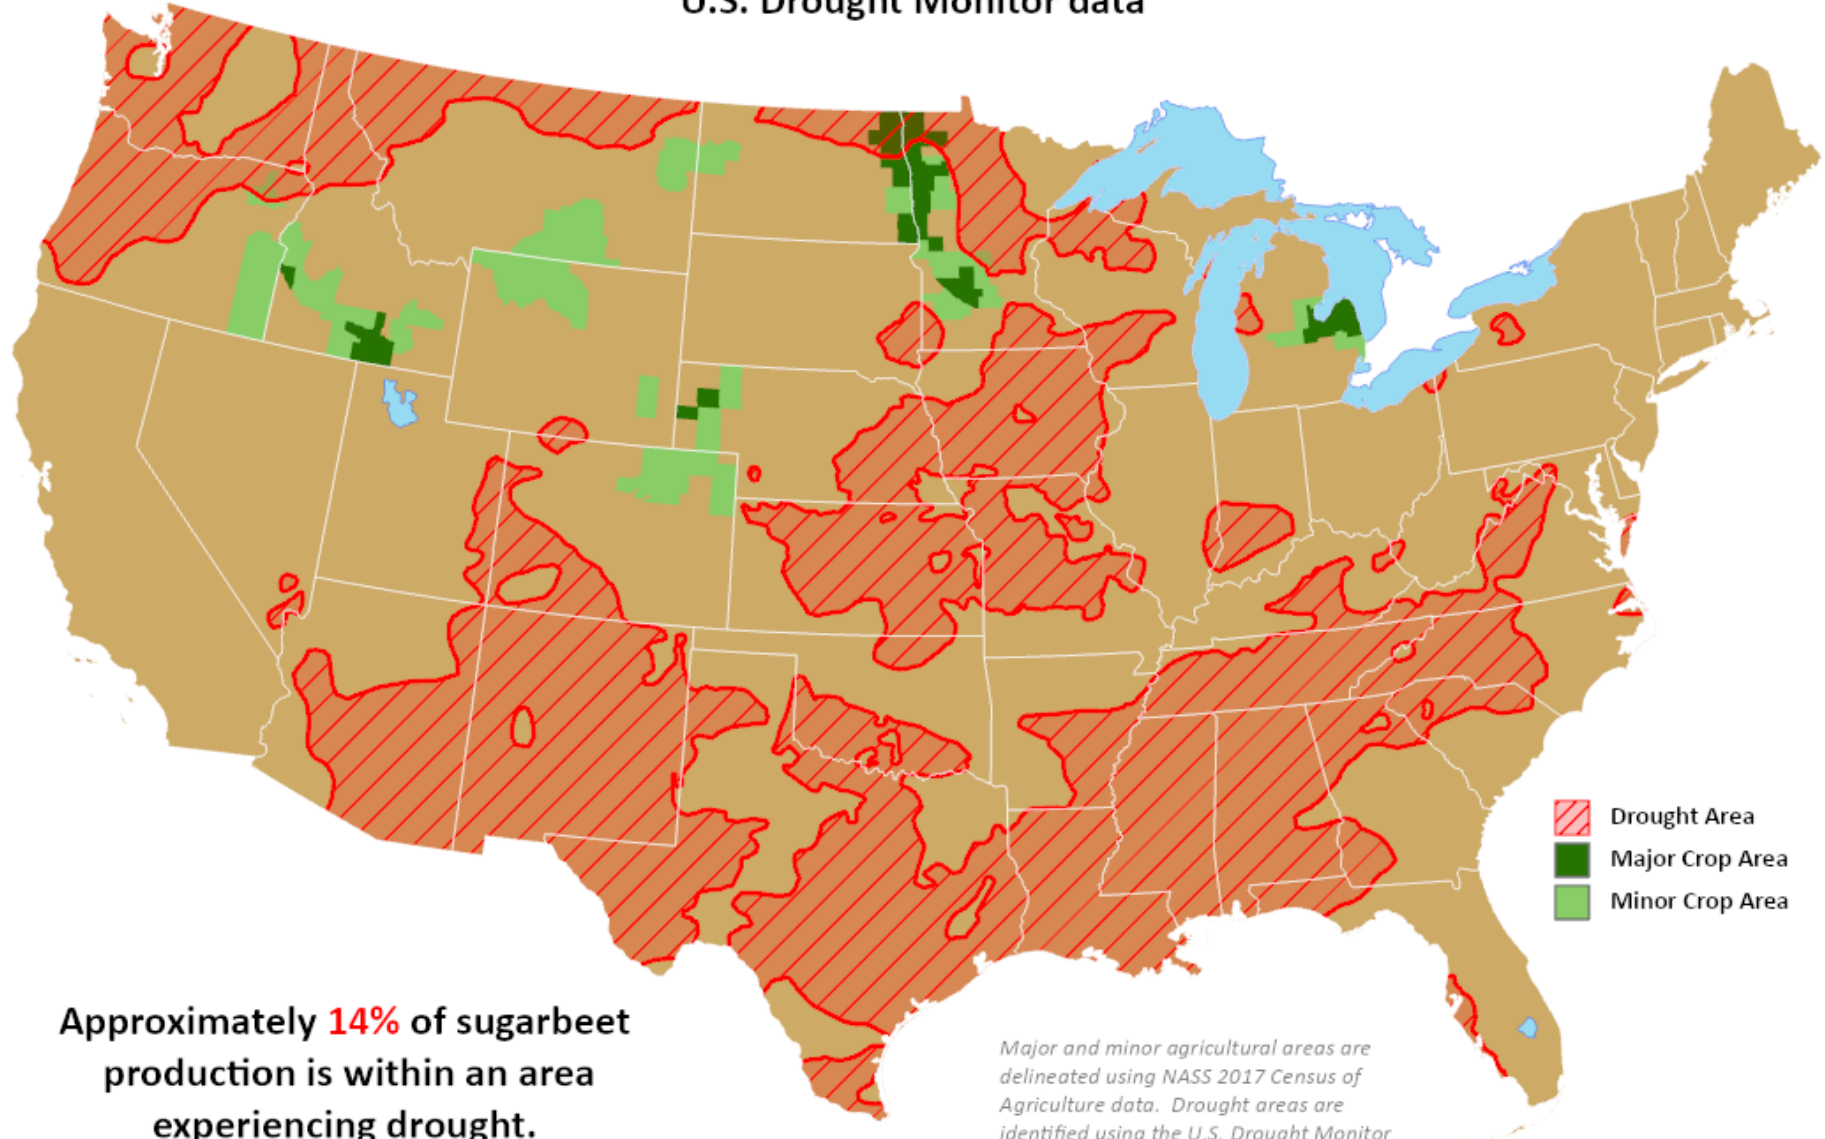 U.S. Drought Monitor data
Drought Area
Major Crop Area
Minor Crop Area
Approximately 14% of sugarbeet
production is within an area
experiencing drought.
Major and minor agricultural areas are
delineated using NASS 2017 Census of
Agriculture data. Drought areas are
identified using the U.S. Drought Monitor